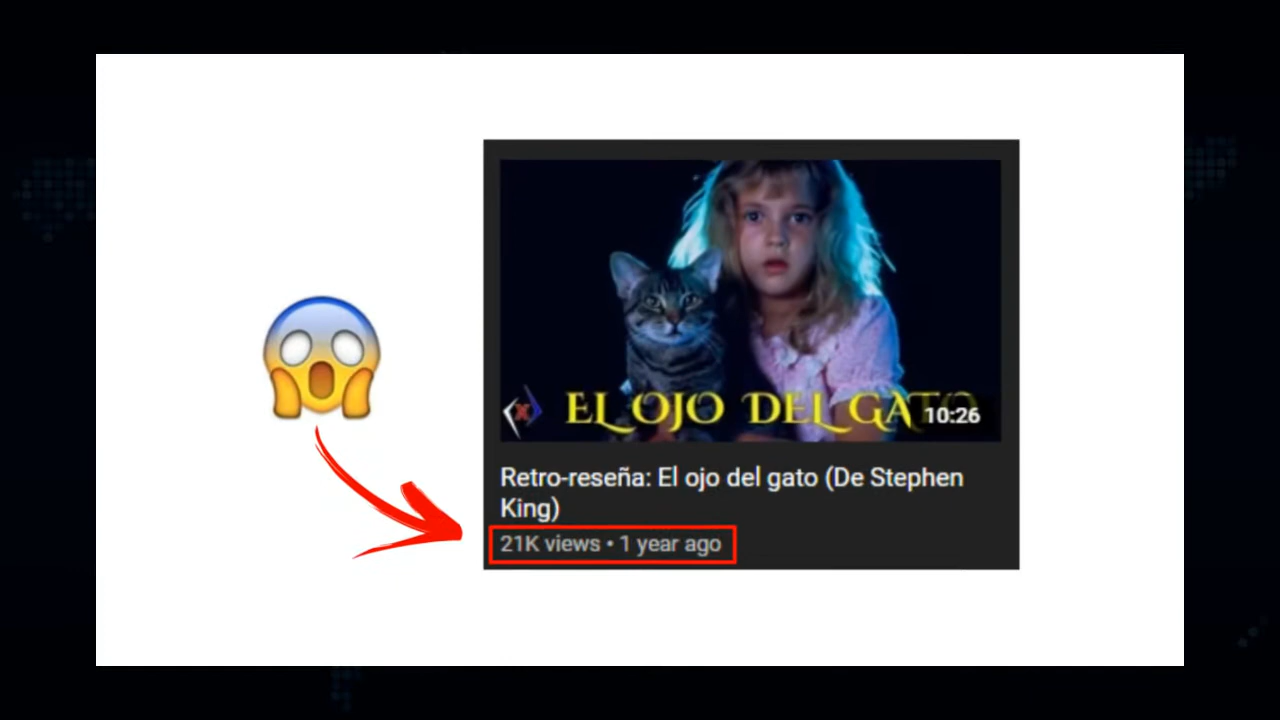 EL OJO DEL GATO
10:26
Retro-reseña: El ojo del gato (De Stephen
King)
21K views • 1 year ago